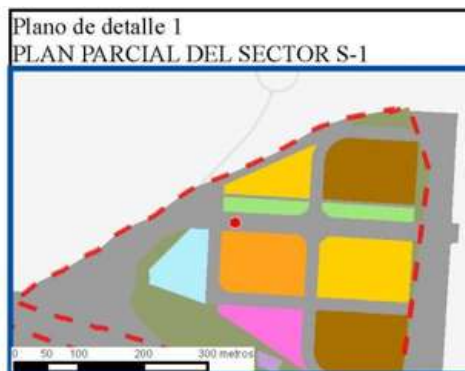 Plano de detalle 1
PLAN PARCIAL DEL SECTOR S-1
0 50 100 200 300 metros